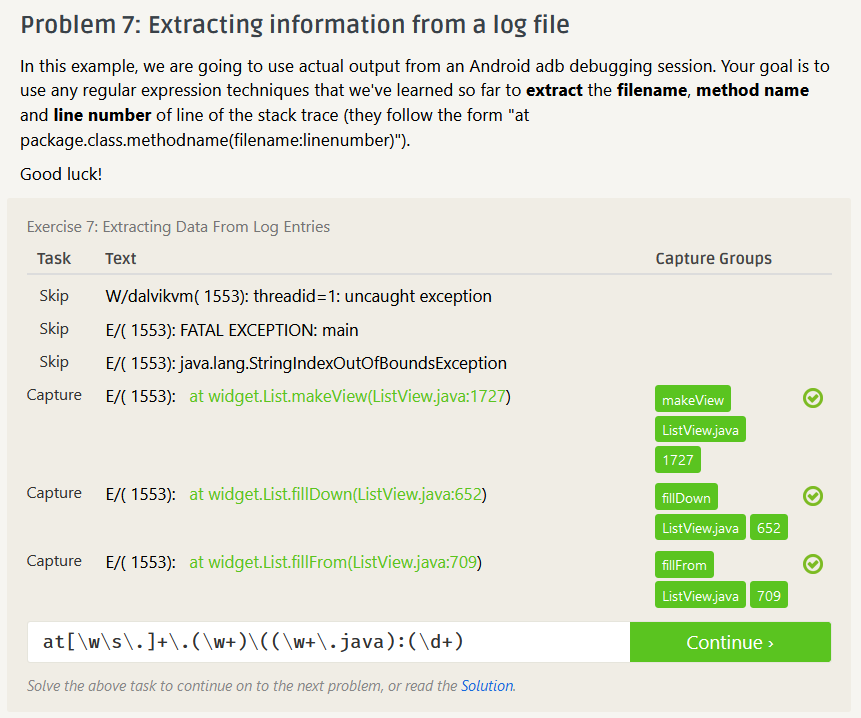 Problem 7: Extracting information from a log file
In this example, we are going to use actual output from an Android adb debugging session. Your goal is to
use any regular expression techniques that we've learned so far to extract the filename, method name
and line number of line of the stack trace (they follow the form "at
package.class.methodname(filename:linenumber)").
Good luck!
Exercise 7: Extracting Data From Log Entries
Task Text Capture Groups
Skip W/dalvikvm( 1553): threadid=1: uncaught exception
Skip E/( 1553): FATAL EXCEPTION: main
Skip E/( 1553): java.lang.StringIndexOutOfBoundsException
Capture E/( 1553):   at widget.List.makeView(ListView.java:1727) makeView
ListView.java
1727
Capture E/( 1553):   at widget.List.fillDown(ListView.java:652) fillDown
ListView.java 652
Capture E/( 1553):   at widget.List.fillFrom(ListView.java:709) fillFrom
ListView.java 709
at[\w\s\.]+\.(\w+)\((\w+\.java):(\d+) Continue ›
Solve the above task to continue on to the next problem, or read the Solution.